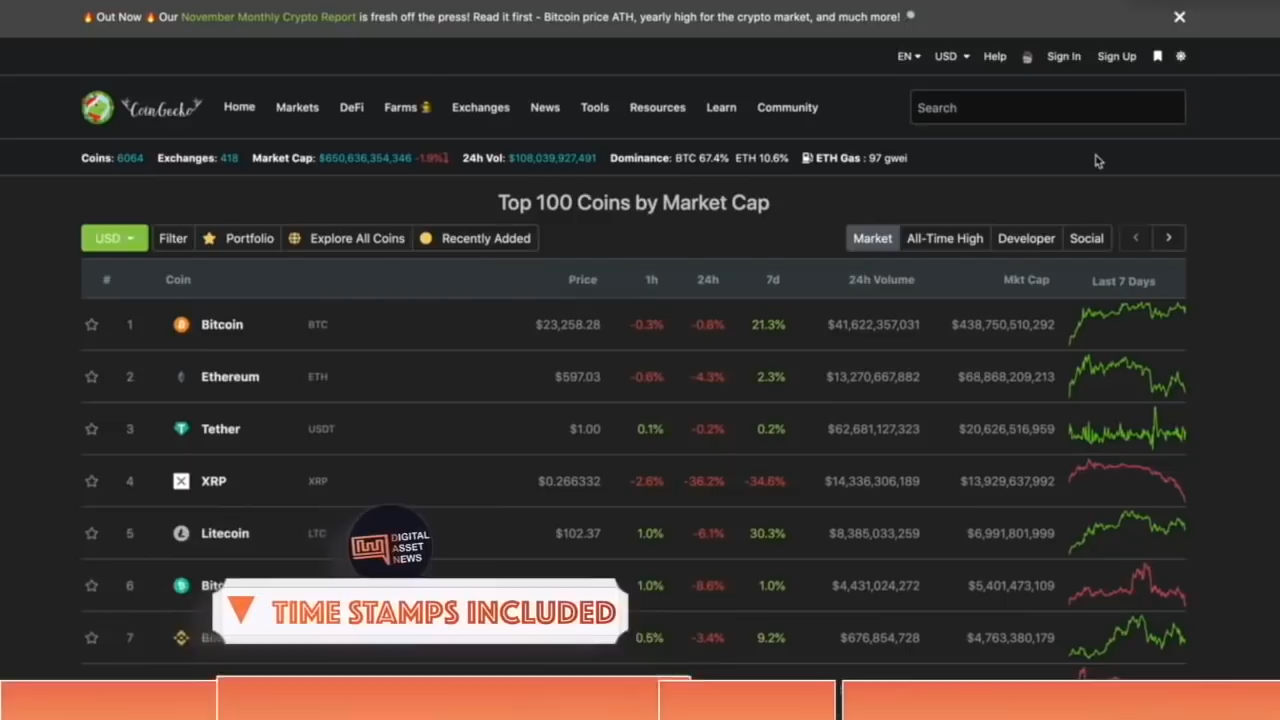 Out Now Our November Monthly Crypto Report is fresh off the press! Read it first - Bitcoin price ATH, yearly high for the crypto market, and much more!
EN USD Help Sign In Sign Up
CoinGecko Home Markets DeFi Farms Exchanges News Tools Resources Learn Community Search
Coins: 6064 Exchanges: 418 Market Cap: $650,636,354,346 -1.9% 24h Vol: $108,039,927,491 Dominance: BTC 67.4% ETH 10.6% ETH Gas : 97 gwei
Top 100 Coins by Market Cap
USD Filter Portfolio Explore All Coins Recently Added Market All-Time High Developer Social
# Coin Price 1h 24h 7d 24h Volume Mkt Cap Last 7 Days
1 Bitcoin BTC $23,258.28 -0.3% -0.8% 21.3% $41,622,357,031 $438,750,510,292
2 Ethereum ETH $597.03 -0.6% -4.3% 2.3% $13,270,667,882 $68,868,209,213
3 Tether USDT $1.00 0.1% -0.2% 0.2% $62,681,127,323 $20,626,516,959
4 XRP XRP $0.266332 -2.6% -36.2% -34.6% $14,336,306,189 $13,929,637,992
5 Litecoin LTC $102.37 1.0% -6.1% 30.3% $8,385,033,259 $6,991,801,999
DIGITAL
ASSET
NEWS
6 1.0% -8.6% 1.0% $4,431,024,272 $5,401,473,109
TIME STAMPS INCLUDED
7 0.5% -3.4% 9.2% $676,854,728 $4,763,380,179